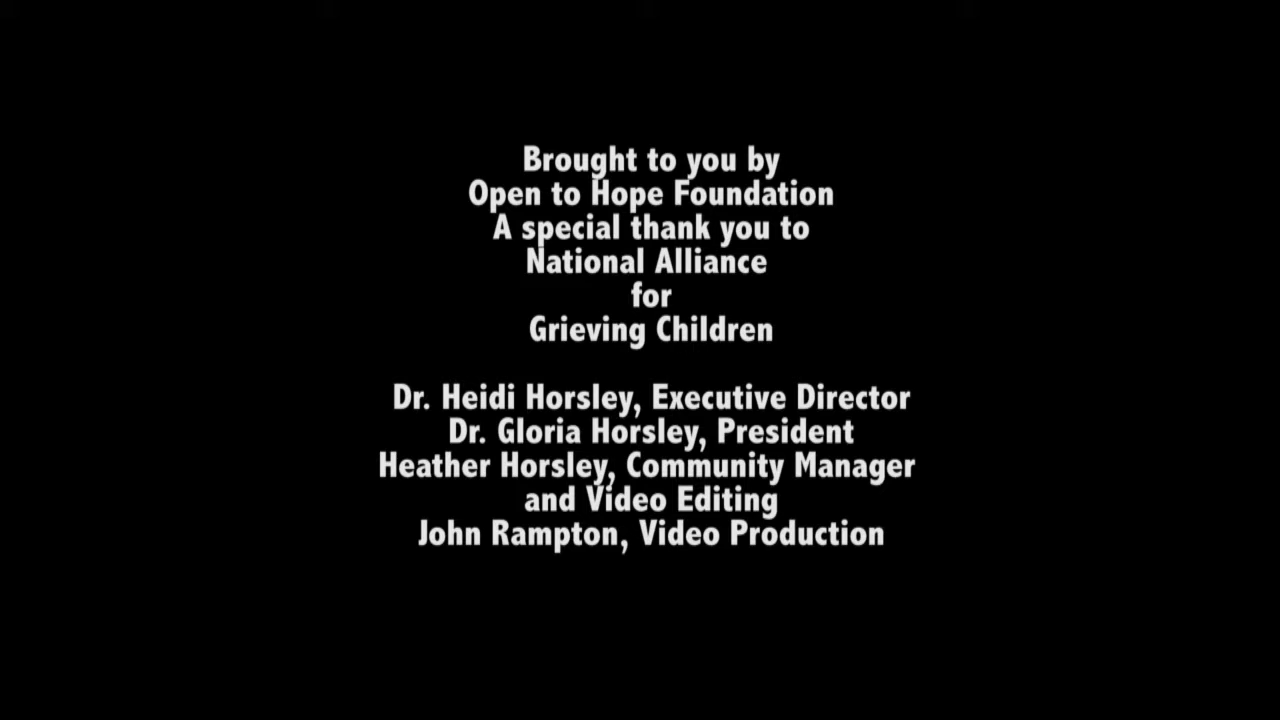 Brought to you by
Open to Hope Foundation
A special thank you to
National Alliance
for
Grieving Children
Dr. Heidi Horsley, Executive Director
Dr. Gloria Horsley, President
Heather Horsley, Community Manager
and Video Editing
John Rampton, Video Production